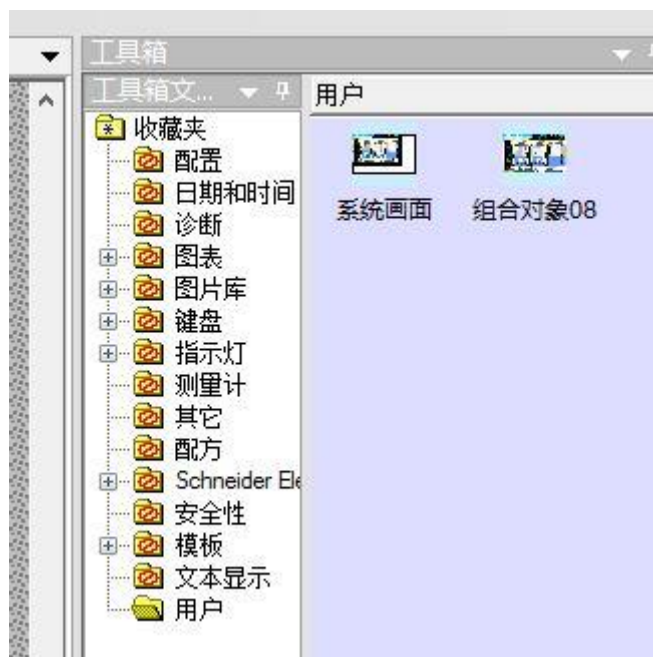 工具箱
工具箱文...
用户
收藏夹
配置
日期和时间
诊断
图表
图片库
键盘
指示灯
测量计
其它
配方
Schneider Ele
安全性
模板
文本显示
用户
系统画面
组合对象08